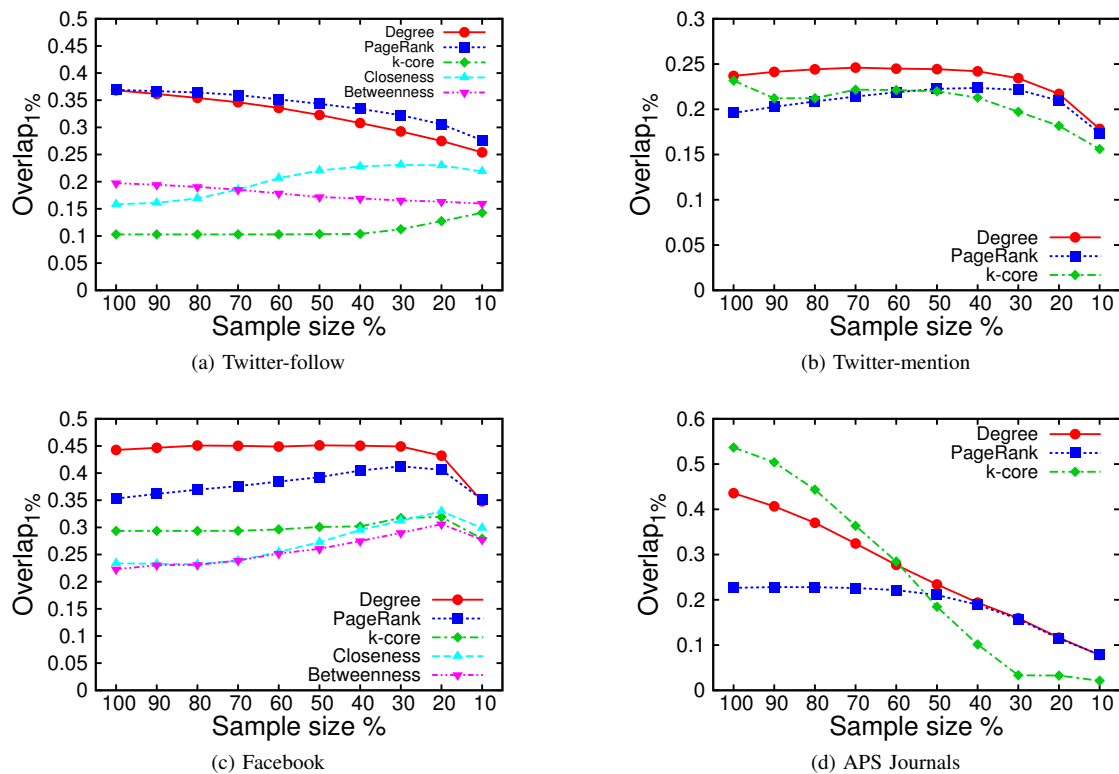 0.5
0.45
0.4
0.35
0.3
0.25
0.2
0.15
0.1
0.05
0
Overlap1%
Degree
PageRank
k-core
Closeness
Betweenness
100 90 80 70 60 50 40 30 20 10
Sample size %
(a) Twitter-follow
0.3
0.25
0.2
0.15
0.1
0.05
0
Overlap1%
Degree
PageRank
k-core
100 90 80 70 60 50 40 30 20 10
Sample size %
(b) Twitter-mention
0.5
0.45
0.4
0.35
0.3
0.25
0.2
0.15
0.1
0.05
0
Overlap1%
Degree
PageRank
k-core
Closeness
Betweenness
100 90 80 70 60 50 40 30 20 10
Sample size %
(c) Facebook
0.6
0.5
0.4
0.3
0.2
0.1
0
Overlap1%
Degree
PageRank
k-core
100 90 80 70 60 50 40 30 20 10
Sample size %
(d) APS Journals